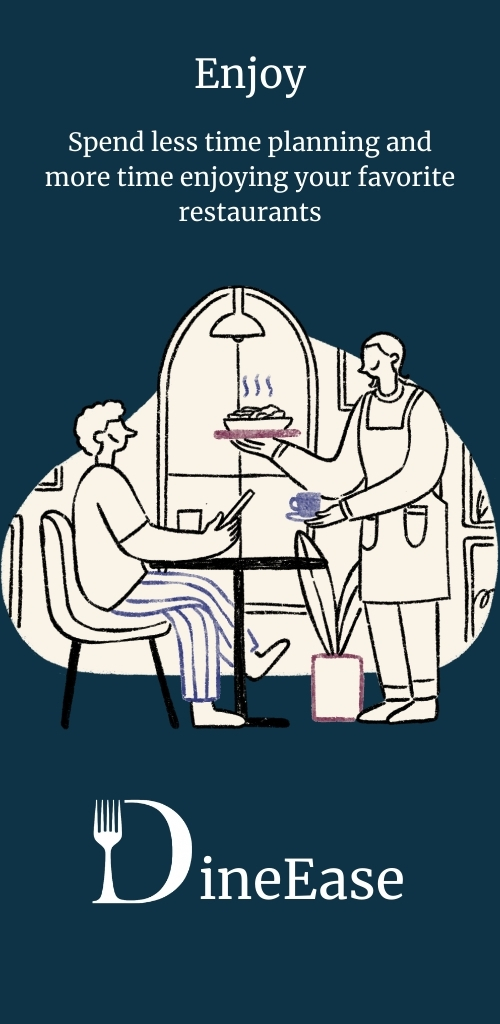 Enjoy
Spend less time planning and
more time enjoying your favorite
restaurants
DineEase